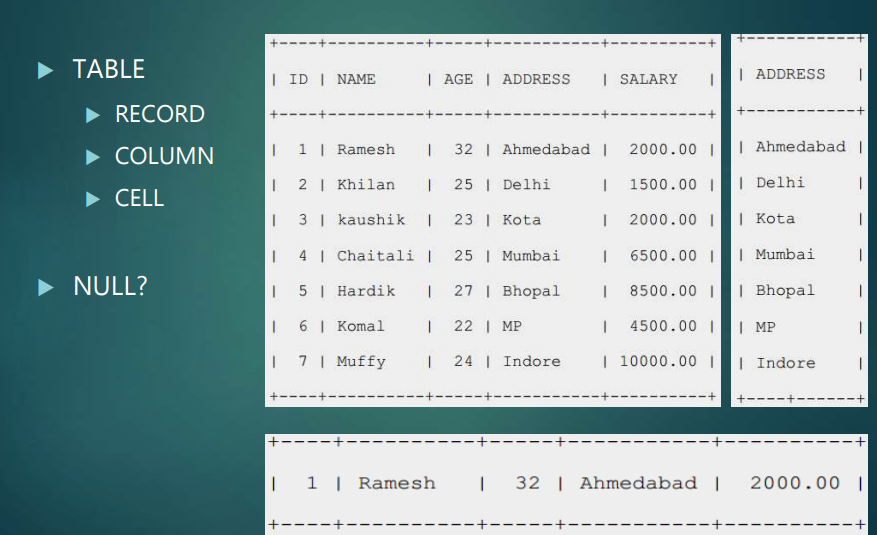 TABLE
RECORD
COLUMN
CELL
NULL?
+----+----------+-----+-----------+----------+
| ID | NAME | AGE | ADDRESS | SALARY |
+----+----------+-----+-----------+----------+
| 1 | Ramesh | 32 | Ahmedabad | 2000.00 |
| 2 | Khilan | 25 | Delhi | 1500.00 |
| 3 | kaushik | 23 | Kota | 2000.00 |
| 4 | Chaitali | 25 | Mumbai | 6500.00 |
| 5 | Hardik | 27 | Bhopal | 8500.00 |
| 6 | Komal | 22 | MP | 4500.00 |
| 7 | Muffy | 24 | Indore | 10000.00 |
+----+----------+-----+-----------+----------+
+-----------+
| ADDRESS |
+-----------+
| Ahmedabad |
| Delhi |
| Kota |
| Mumbai |
| Bhopal |
| MP |
| Indore |
+----+------+
+----+----------+-----+-----------+----------+
| 1 | Ramesh | 32 | Ahmedabad | 2000.00 |
+----+----------+-----+-----------+----------+